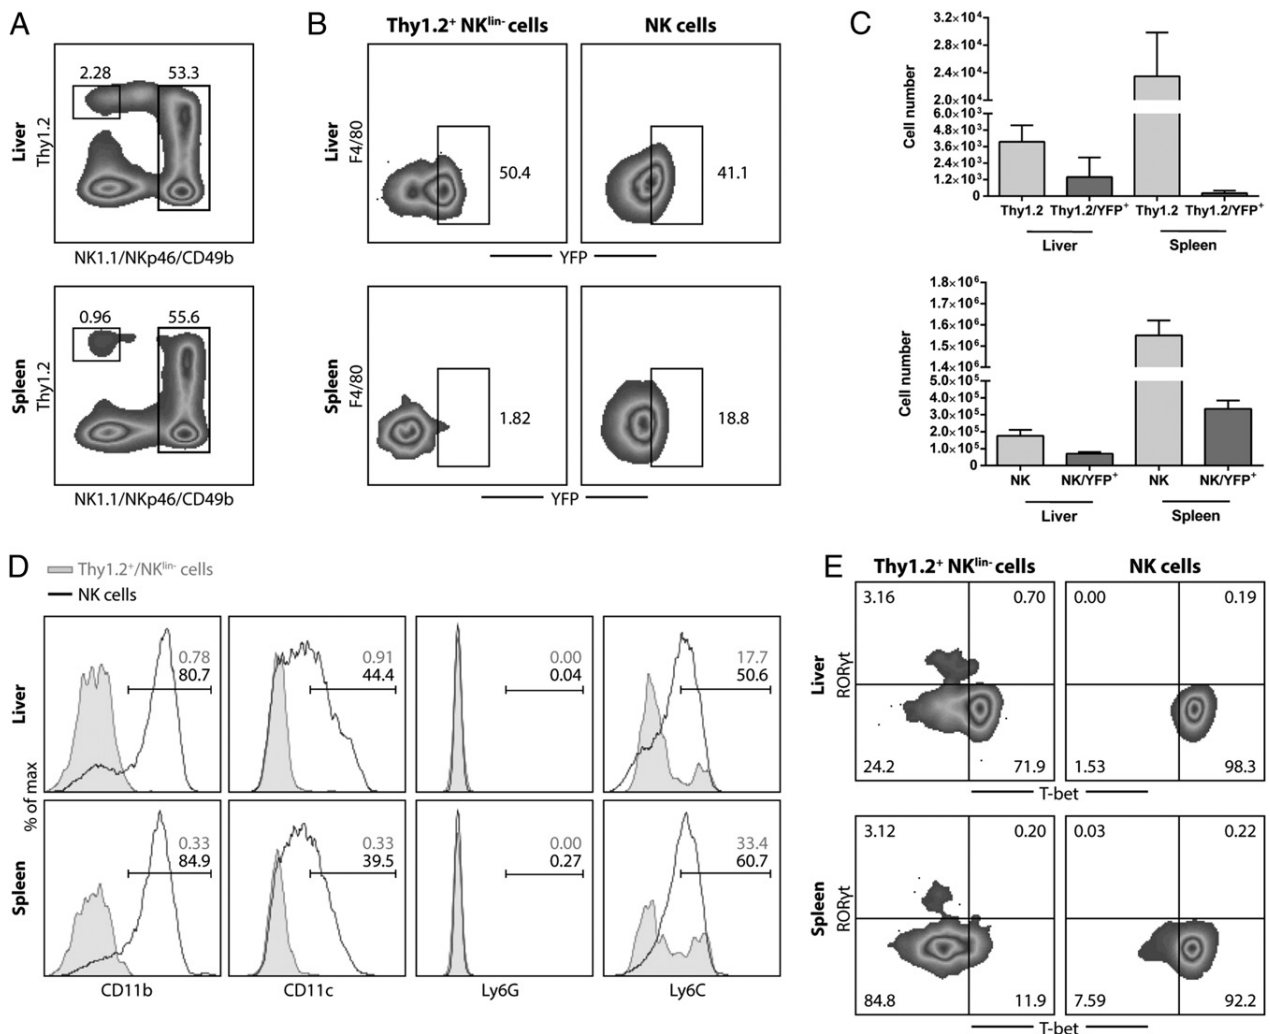 A
2.28 53.3
Liver
Thy1.2
NK1.1/NKp46/CD49b
0.96 55.6
Spleen
Thy1.2
NK1.1/NKp46/CD49b
B
Thy1.2⁺ NKˡⁱⁿ⁻ cells NK cells
Liver
F4/80
50.4 41.1
YFP
Spleen
F4/80
1.82 18.8
YFP
C
Cell number
3.2×10⁴
2.8×10⁴
2.4×10⁴
2.0×10⁴
6.0×10³
4.8×10³
3.6×10³
2.4×10³
1.2×10³
0
Thy1.2 Thy1.2/YFP⁺ Thy1.2 Thy1.2/YFP⁺
Liver Spleen
Cell number
1.8×10⁶
1.7×10⁶
1.6×10⁶
1.5×10⁶
1.4×10⁶
5.0×10⁵
4.0×10⁵
3.0×10⁵
2.0×10⁵
1.0×10⁵
0
NK NK/YFP⁺ NK NK/YFP⁺
Liver Spleen
D
Thy1.2⁺/NKˡⁱⁿ⁻ cells
NK cells
% of max
Liver
0.78 0.91 0.00 17.7
80.7 44.4 0.04 50.6
Spleen
0.33 0.33 0.00 33.4
84.9 39.5 0.27 60.7
CD11b CD11c Ly6G Ly6C
E
Thy1.2⁺ NKˡⁱⁿ⁻ cells NK cells
Liver
RORγt
3.16 0.70 0.00 0.19
24.2 71.9 1.53 98.3
T-bet
Spleen
RORγt
3.12 0.20 0.03 0.22
84.8 11.9 7.59 92.2
T-bet